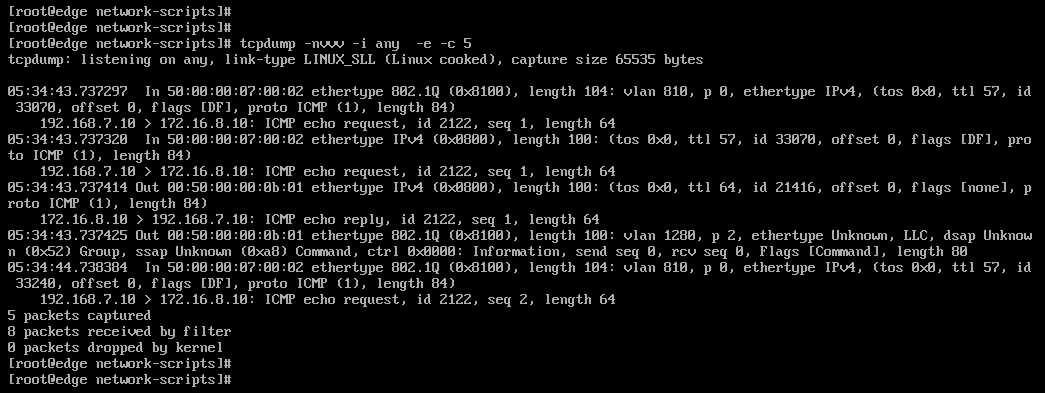 [root@edge network-scripts]#
[root@edge network-scripts]#
[root@edge network-scripts]# tcpdump -nvvv -i any  -e -c 5
tcpdump: listening on any, link-type LINUX_SLL (Linux cooked), capture size 65535 bytes
05:34:43.737297  In 50:00:00:07:00:02 ethertype 802.1Q (0x8100), length 104: vlan 810, p 0, ethertype IPv4, (tos 0x0, ttl 57, id
 33070, offset 0, flags [DF], proto ICMP (1), length 84)
    192.168.7.10 > 172.16.8.10: ICMP echo request, id 2122, seq 1, length 64
05:34:43.737320  In 50:00:00:07:00:02 ethertype IPv4 (0x0800), length 100: (tos 0x0, ttl 57, id 33070, offset 0, flags [DF], pro
to ICMP (1), length 84)
    192.168.7.10 > 172.16.8.10: ICMP echo request, id 2122, seq 1, length 64
05:34:43.737414 Out 00:50:00:00:0b:01 ethertype IPv4 (0x0800), length 100: (tos 0x0, ttl 64, id 21416, offset 0, flags [none], p
roto ICMP (1), length 84)
    172.16.8.10 > 192.168.7.10: ICMP echo reply, id 2122, seq 1, length 64
05:34:43.737425 Out 00:50:00:00:0b:01 ethertype 802.1Q (0x8100), length 100: vlan 1280, p 2, ethertype Unknown, LLC, dsap Unknow
n (0x52) Group, ssap Unknown (0xa8) Command, ctrl 0x0000: Information, send seq 0, rcv seq 0, Flags [Command], length 80
05:34:44.738384  In 50:00:00:07:00:02 ethertype 802.1Q (0x8100), length 104: vlan 810, p 0, ethertype IPv4, (tos 0x0, ttl 57, id
 33240, offset 0, flags [DF], proto ICMP (1), length 84)
    192.168.7.10 > 172.16.8.10: ICMP echo request, id 2122, seq 2, length 64
5 packets captured
8 packets received by filter
0 packets dropped by kernel
[root@edge network-scripts]#
[root@edge network-scripts]#